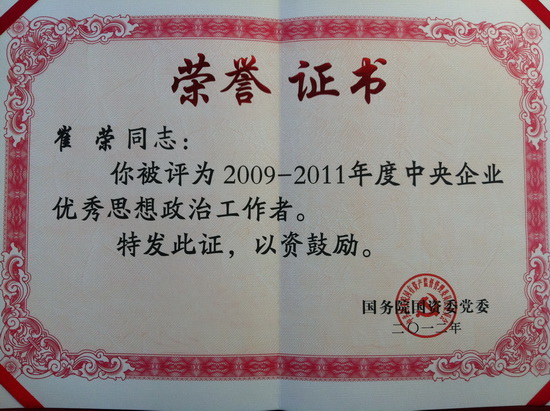 荣誉证书
崔荣同志：
你被评为2009-2011年度中央企业
优秀思想政治工作者。
特发此证，以资鼓励。
国务院国资委党委
二〇一二年